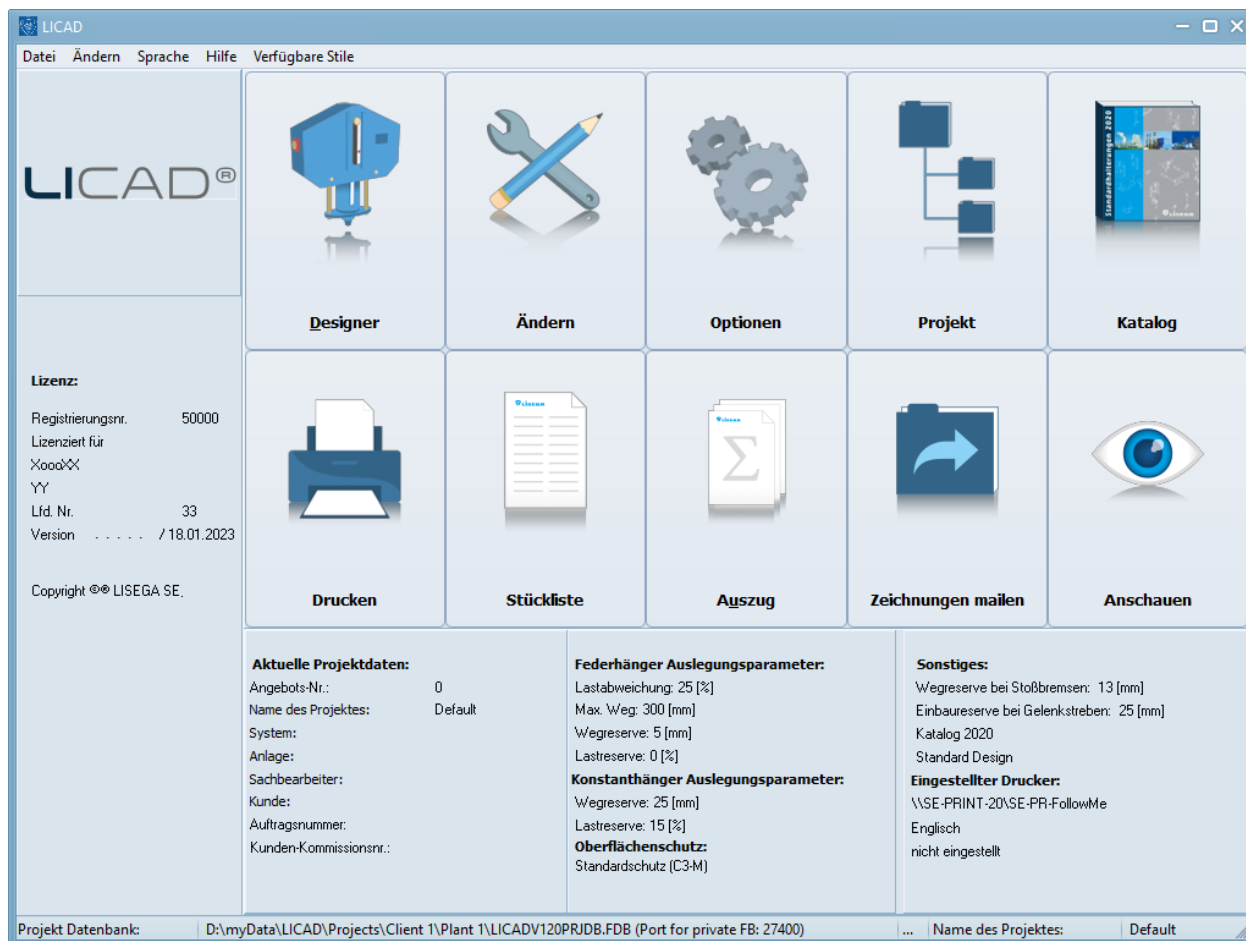 LICAD
Datei Ändern Sprache Hilfe Verfügbare Stile
LICAD®
Designer
Ändern
Optionen
Projekt
Standardhalterungen 2020
Katalog
Lizenz:
Registrierungsnr. 50000
Lizenziert für
XoooXX
YY
Lfd. Nr. 33
Version . . . . . / 18.01.2023
Copyright ©® LISEGA SE,
LISEGA
LISEGA
Σ
Drucken
Stückliste
Auszug
Zeichnungen mailen
Anschauen
Aktuelle Projektdaten:
Angebots-Nr.: 0
Name des Projektes: Default
System:
Anlage:
Sachbearbeiter:
Kunde:
Auftragsnummer:
Kunden-Kommissionsnr.:
Federhänger Auslegungsparameter:
Lastabweichung: 25 [%]
Max. Weg: 300 [mm]
Wegreserve: 5 [mm]
Lastreserve: 0 [%]
Konstanthänger Auslegungsparameter:
Wegreserve: 25 [mm]
Lastreserve: 15 [%]
Oberflächenschutz:
Standardschutz (C3-M)
Sonstiges:
Wegreserve bei Stoßbremsen: 13 [mm]
Einbaureserve bei Gelenkstreben: 25 [mm]
Katalog 2020
Standard Design
Eingestellter Drucker:
\\SE-PRINT-20\SE-PR-FollowMe
Englisch
nicht eingestellt
Projekt Datenbank: D:\myData\LICAD\Projects\Client 1\Plant 1\LICADV120PRJDB.FDB (Port for private FB: 27400) ... Name des Projektes: Default